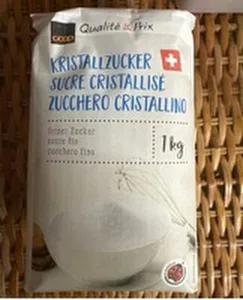 coop
Qualité & Prix
KRISTALLZUCKER
SUCRE CRISTALLISÉ
ZUCCHERO CRISTALLINO
feiner Zucker
sucre fin
zucchero fino
1 kg